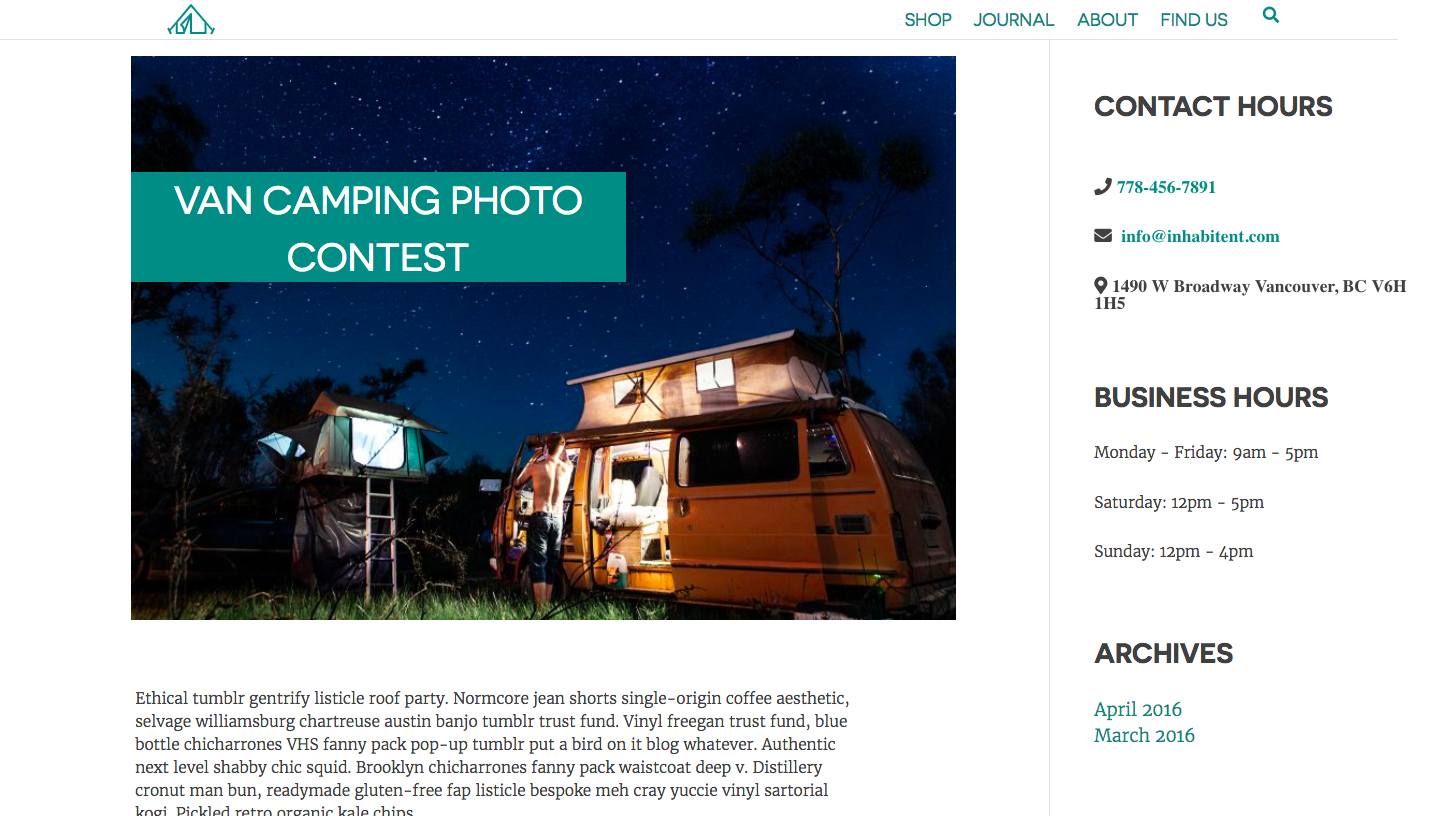 SHOP JOURNAL ABOUT FIND US
VAN CAMPING PHOTO
CONTEST
Ethical tumblr gentrify listicle roof party. Normcore jean shorts single-origin coffee aesthetic,
selvage williamsburg chartreuse austin banjo tumblr trust fund. Vinyl freegan trust fund, blue
bottle chicharrones VHS fanny pack pop-up tumblr put a bird on it blog whatever. Authentic
next level shabby chic squid. Brooklyn chicharrones fanny pack waistcoat deep v. Distillery
cronut man bun, readymade gluten-free fap listicle bespoke meh cray yuccie vinyl sartorial
kogi. Pickled retro organic kale chips
CONTACT HOURS
778-456-7891
info@inhabitent.com
1490 W Broadway Vancouver, BC V6H
1H5
BUSINESS HOURS
Monday - Friday: 9am - 5pm
Saturday: 12pm - 5pm
Sunday: 12pm - 4pm
ARCHIVES
April 2016
March 2016